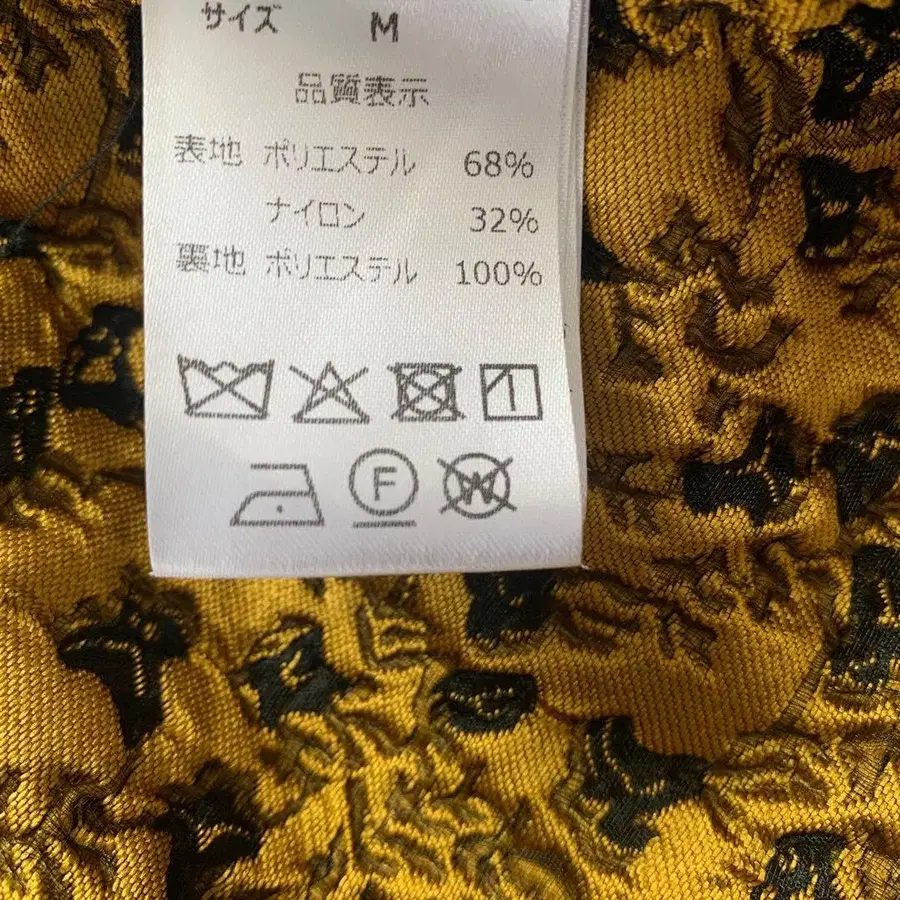 サイズ M
品質表示
表地 ポリエステル 68%
ナイロン 32%
裏地 ポリエステル 100%
F
W